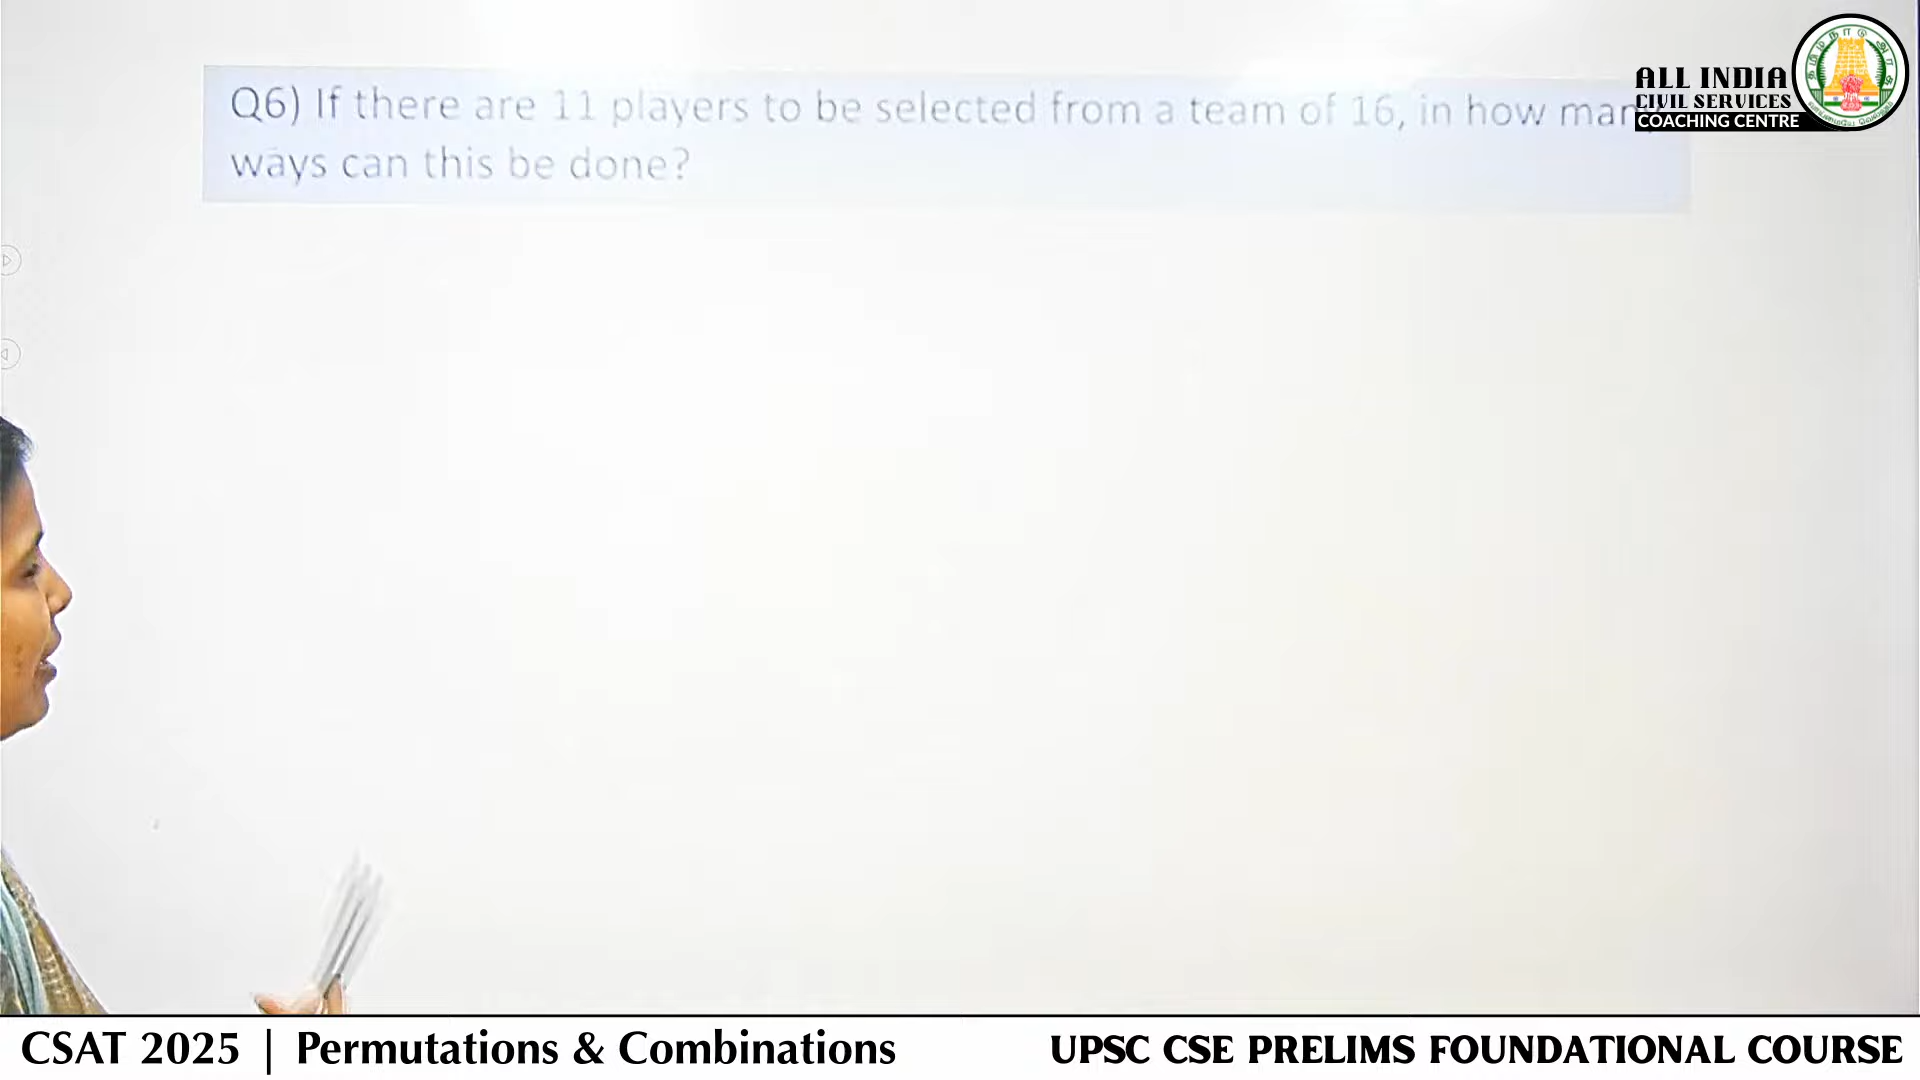 Q6) If there are 11 players to be selected from a team of 16, in how many
ways can this be done?
ALL INDIA
CIVIL SERVICES
COACHING CENTRE
CSAT 2025 | Permutations & Combinations
UPSC CSE PRELIMS FOUNDATIONAL COURSE